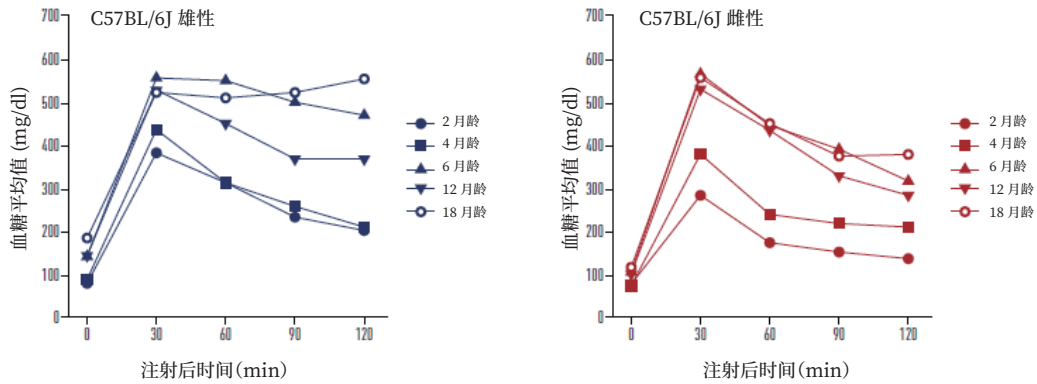 C57BL/6J 雄性
700
600
500
400
300
200
100
0
0 30 60 90 120
血糖平均值 (mg/dl)
注射后时间(min)
2 月龄
4 月龄
6 月龄
12 月龄
18 月龄
C57BL/6J 雌性
700
600
500
400
300
200
100
0
0 30 60 90 120
血糖平均值 (mg/dl)
注射后时间(min)
2 月龄
4 月龄
6 月龄
12 月龄
18 月龄